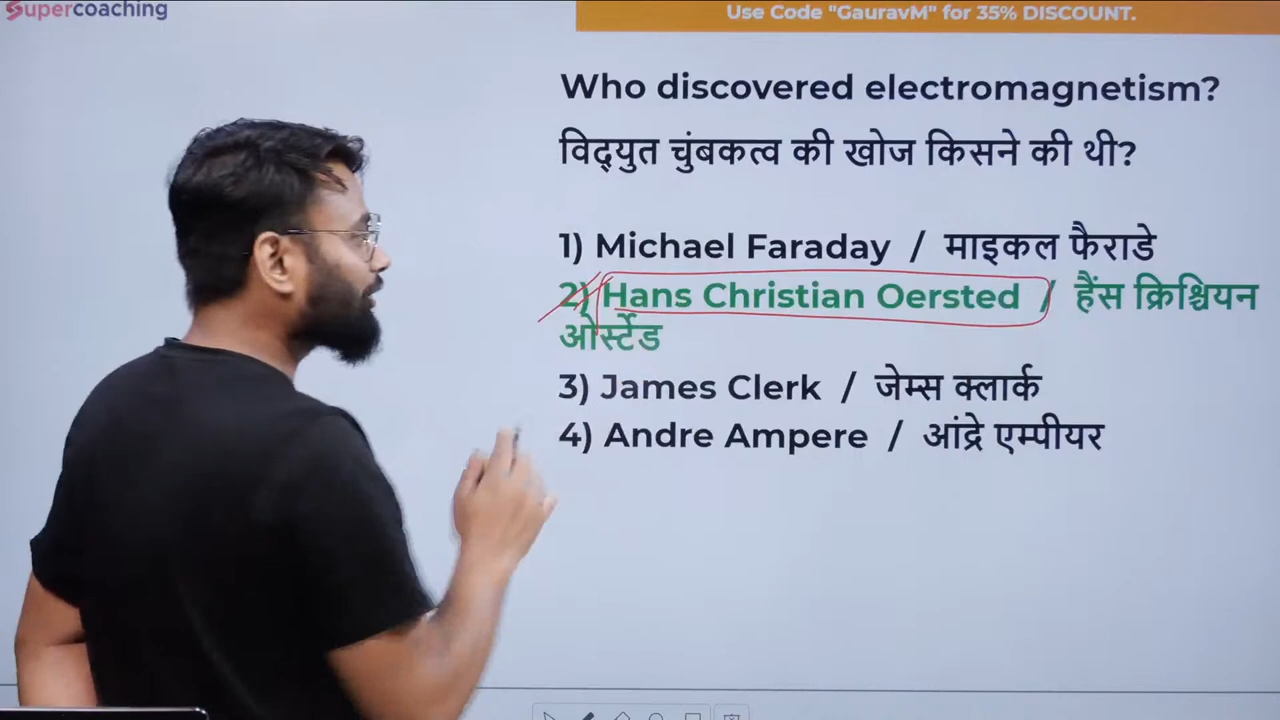 Supercoaching
Use Code "GauravM" for 35% DISCOUNT.
Who discovered electromagnetism?
विद्युत चुंबकत्व की खोज किसने की थी?
1) Michael Faraday / माइकल फैराडे
2) Hans Christian Oersted / हैंस क्रिश्चियन
ओर्स्टेड
3) James Clerk / जेम्स क्लार्क
4) Andre Ampere / आंद्रे एम्पीयर